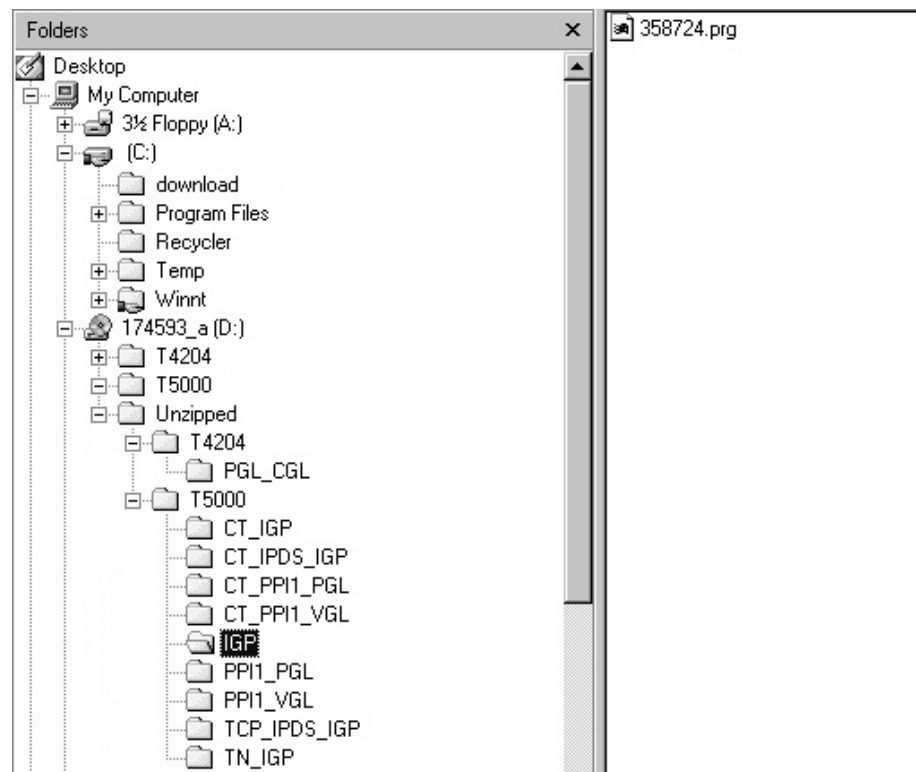 Folders
358724.prg
Desktop
My Computer
3½ Floppy (A:)
(C:)
download
Program Files
Recycler
Temp
Winnt
174593_a (D:)
T4204
T5000
Unzipped
T4204
PGL_CGL
T5000
CT_IGP
CT_IPDS_IGP
CT_PPI1_PGL
CT_PPI1_VGL
IGP
PPI1_PGL
PPI1_VGL
TCP_IPDS_IGP
TN_IGP